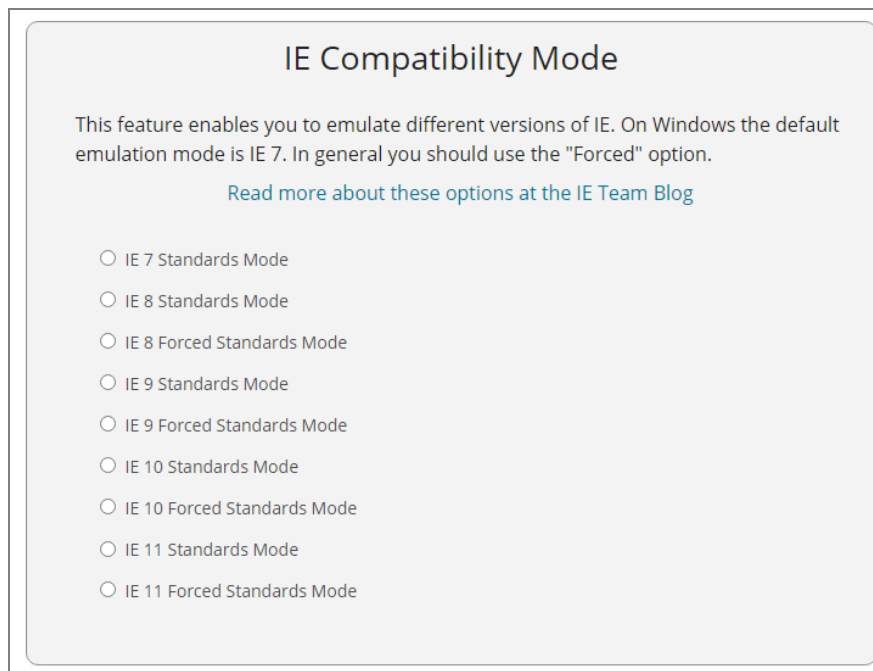 IE Compatibility Mode
This feature enables you to emulate different versions of IE. On Windows the default
emulation mode is IE 7. In general you should use the "Forced" option.
Read more about these options at the IE Team Blog
IE 7 Standards Mode
IE 8 Standards Mode
IE 8 Forced Standards Mode
IE 9 Standards Mode
IE 9 Forced Standards Mode
IE 10 Standards Mode
IE 10 Forced Standards Mode
IE 11 Standards Mode
IE 11 Forced Standards Mode